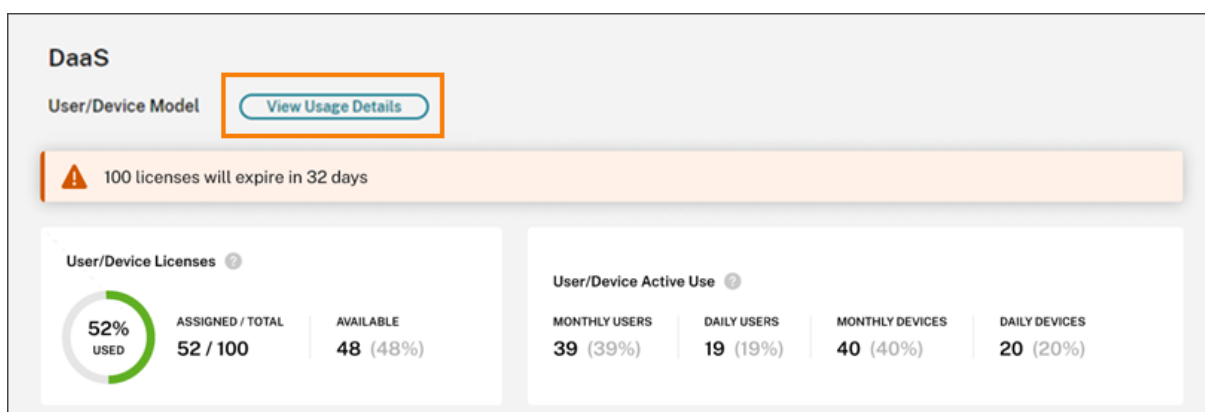 DaaS
User/Device Model
View Usage Details
100 licenses will expire in 32 days
User/Device Licenses ?
52%
USED
ASSIGNED / TOTAL
52 / 100
AVAILABLE
48 (48%)
User/Device Active Use ?
MONTHLY USERS
39 (39%)
DAILY USERS
19 (19%)
MONTHLY DEVICES
40 (40%)
DAILY DEVICES
20 (20%)